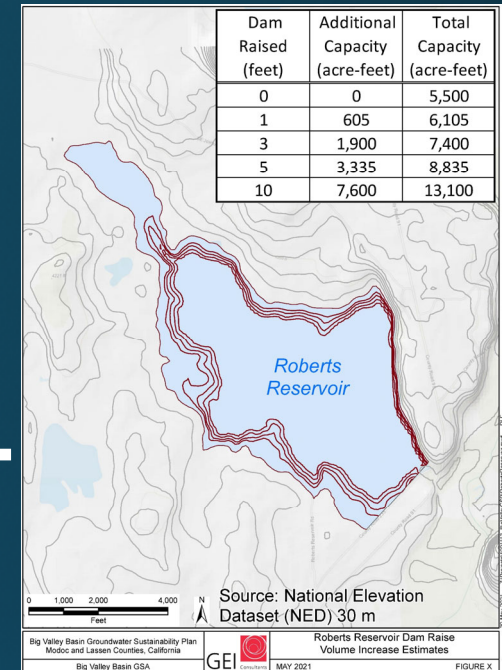 Dam Additional Total
Raised Capacity Capacity
(feet) (acre-feet) (acre-feet)
0 0 5,500
1 605 6,105
3 1,900 7,400
5 3,335 8,835
10 7,600 13,100
Roberts
Reservoir
0 1,000 2,000 4,000
Feet
N
Source: National Elevation
Dataset (NED) 30 m
Big Valley Basin Groundwater Sustainability Plan
Modoc and Lassen Counties, California
Big Valley Basin GSA
GEI Consultants
Roberts Reservoir Dam Raise
Volume Increase Estimates
MAY 2021 FIGURE X